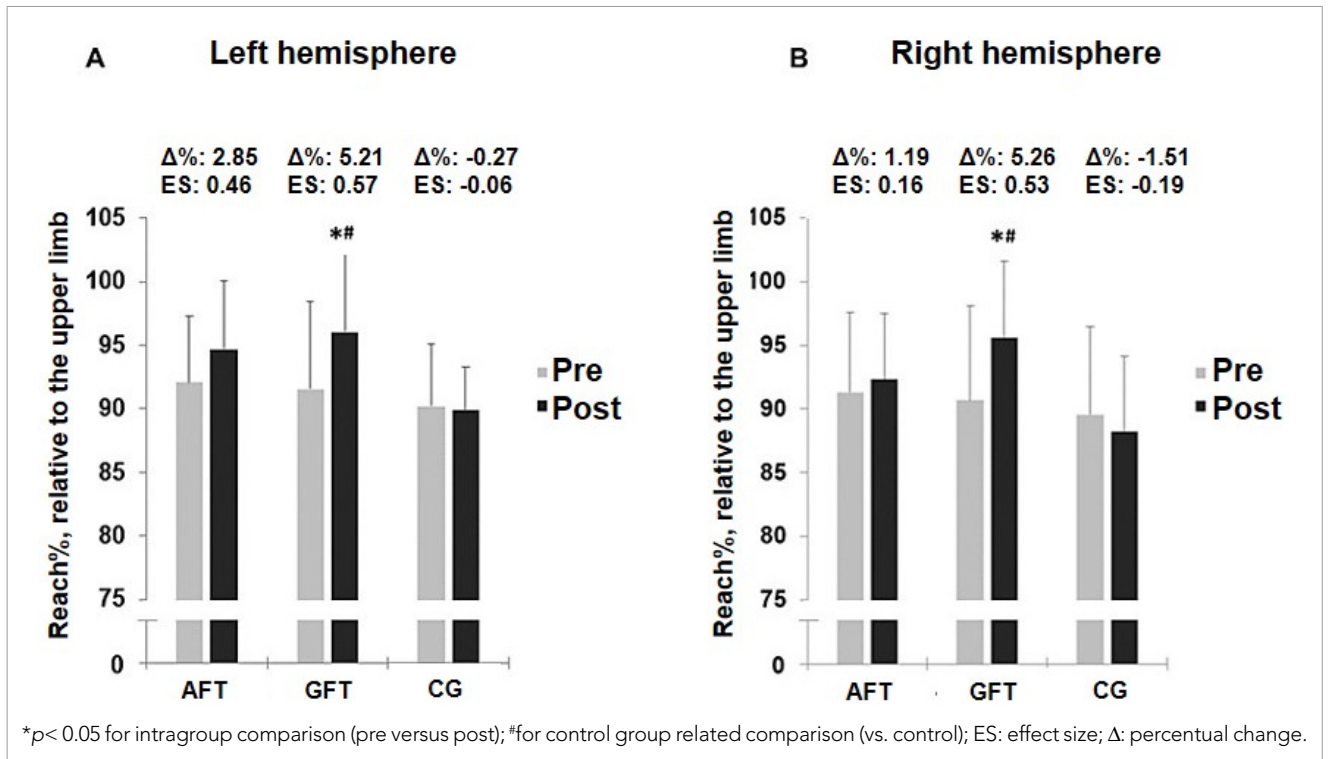 A Left hemisphere
Δ%: 2.85 Δ%: 5.21 Δ%: -0.27
ES: 0.46 ES: 0.57 ES: -0.06
Reach%, relative to the upper limb
105
100
95
90
85
80
75
0
*#
Pre
Post
AFT GFT CG
B Right hemisphere
Δ%: 1.19 Δ%: 5.26 Δ%: -1.51
ES: 0.16 ES: 0.53 ES: -0.19
Reach%, relative to the upper limb
105
100
95
90
85
80
75
0
*#
Pre
Post
AFT GFT CG
*p< 0.05 for intragroup comparison (pre versus post); #for control group related comparison (vs. control); ES: effect size; Δ: percentual change.